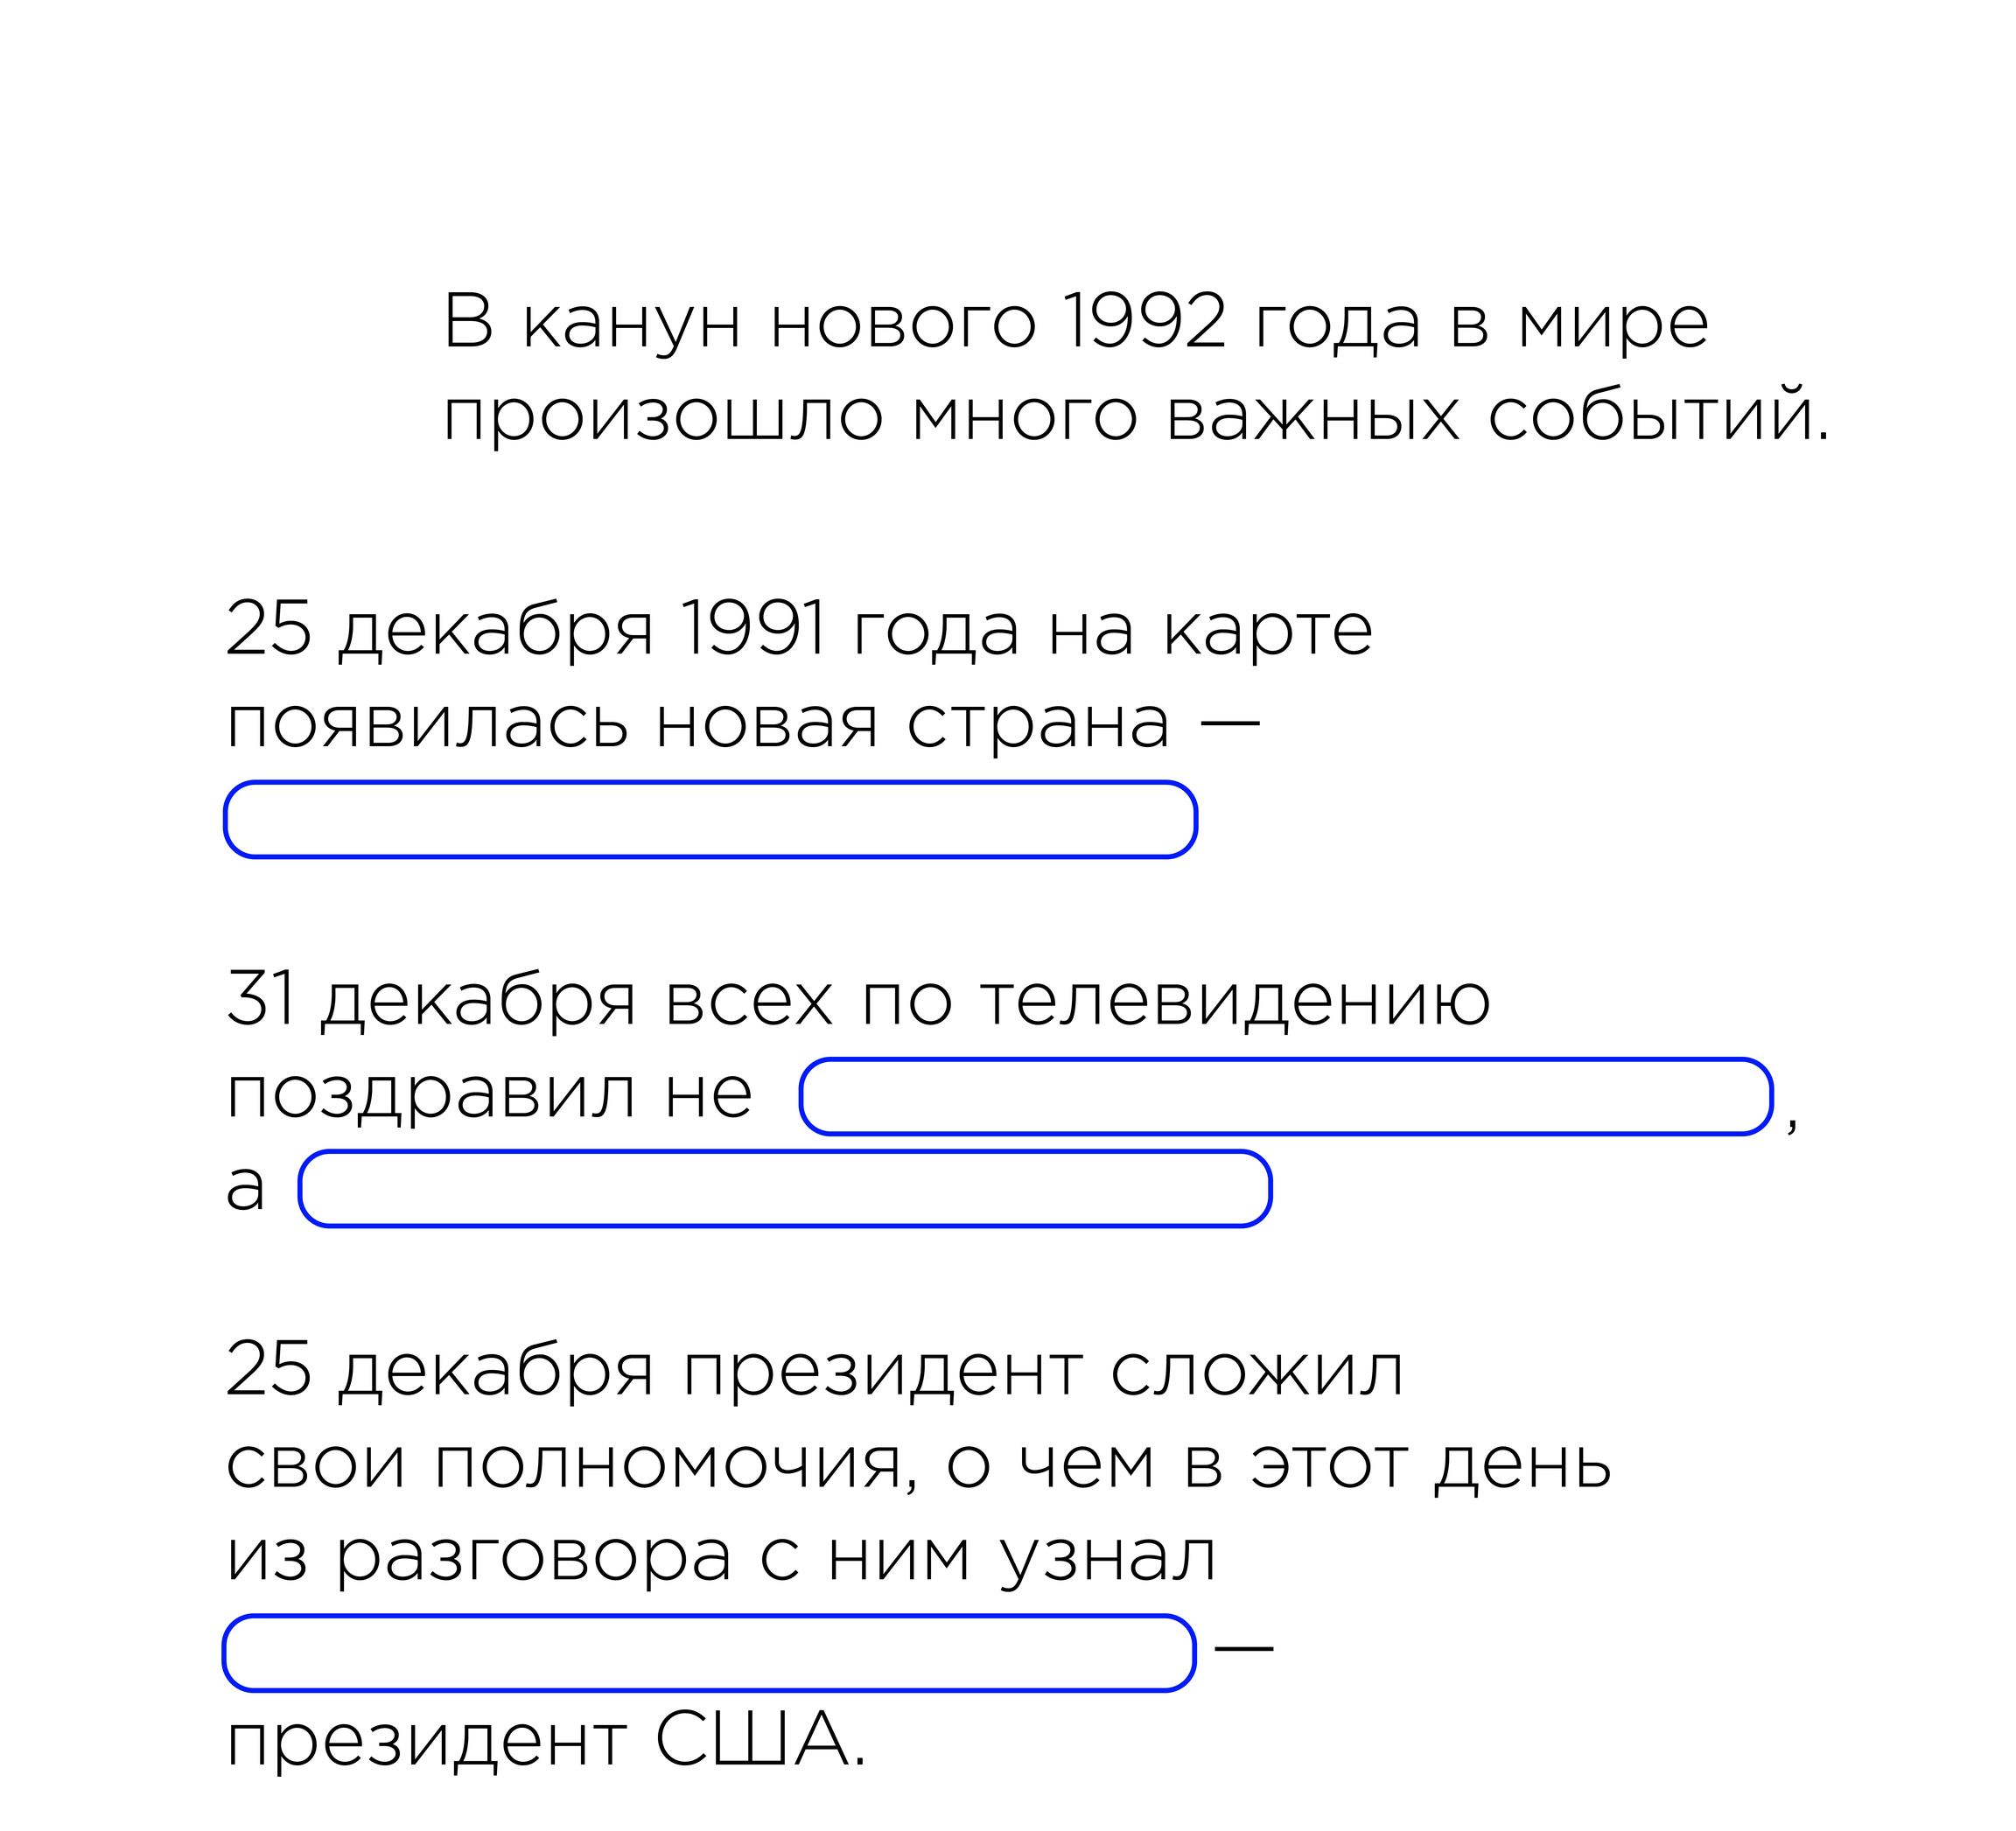 В канун нового 1992 года в мире
произошло много важных событий.
25 декабря 1991 года на карте
появилась новая страна —
31 декабря всех по телевидению
поздравил не ,
а
25 декабря президент сложил
свои полномочия, о чем в этот день
из разговора с ним узнал
—
президент США.